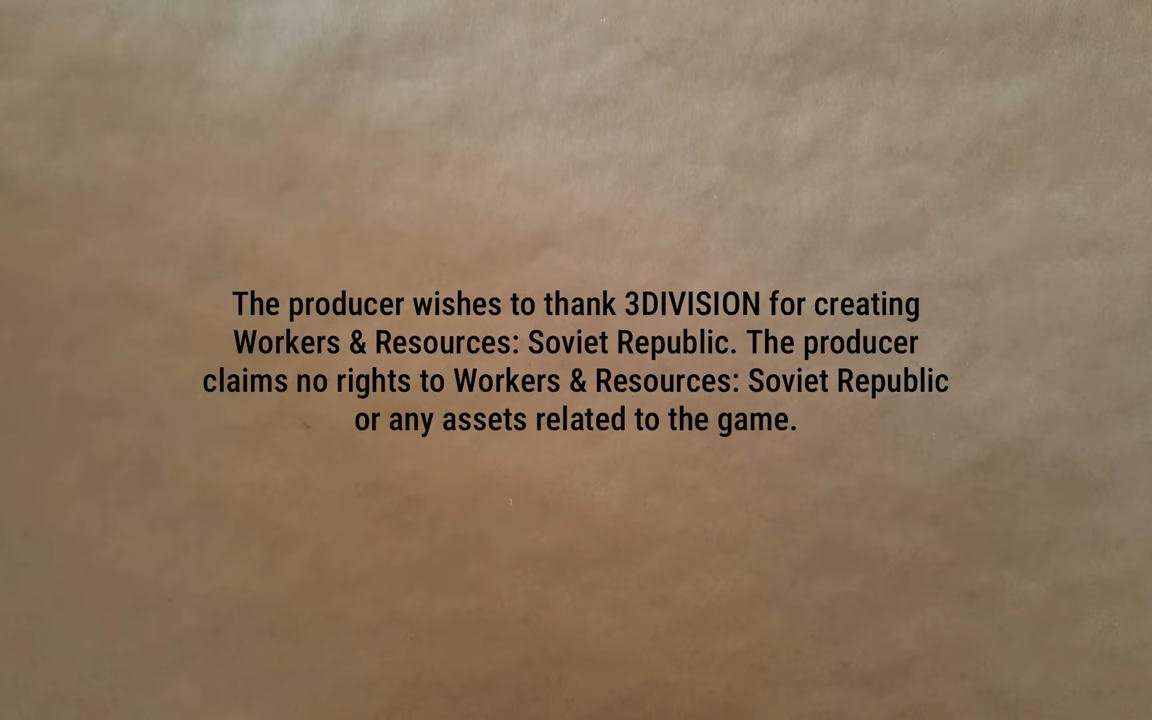 The producer wishes to thank 3DIVISION for creating
Workers & Resources: Soviet Republic. The producer
claims no rights to Workers & Resources: Soviet Republic
or any assets related to the game.